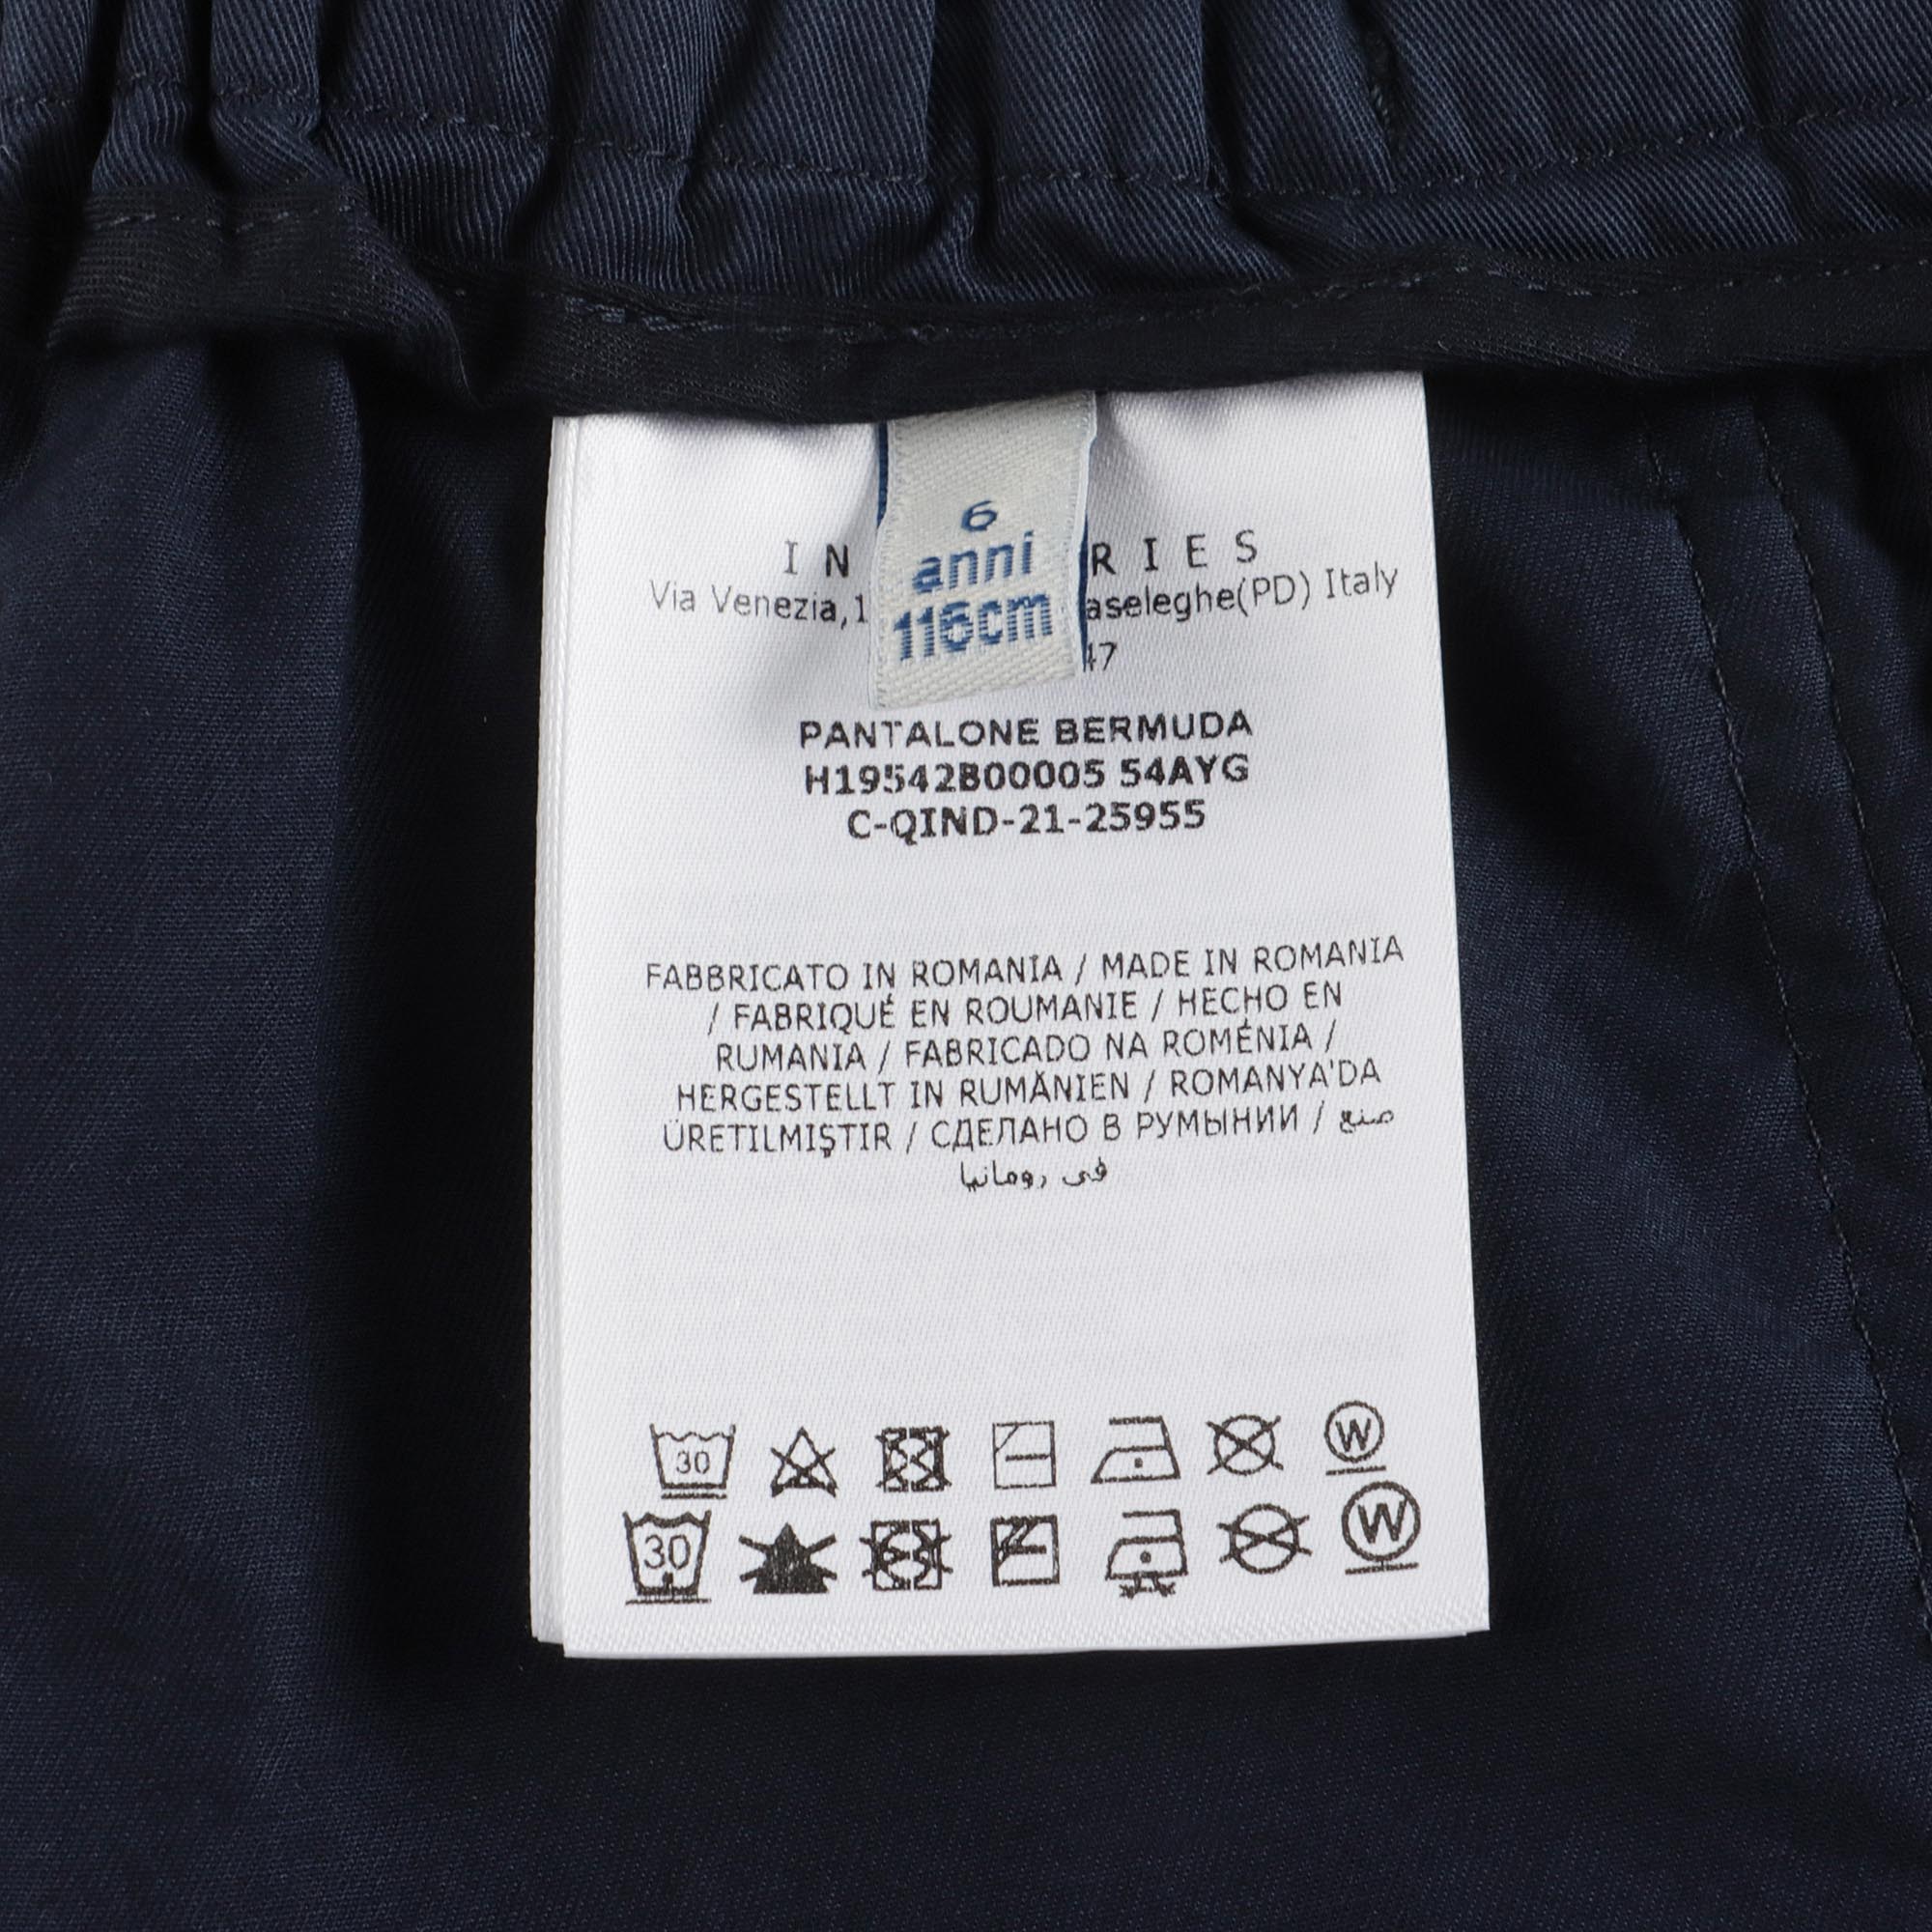 6
anni
116cm
IN RIES
Via Venezia,1 aseleghe(PD) Italy
47
PANTALONE BERMUDA
H19542B00005 54AYG
C-QIND-21-25955
FABBRICATO IN ROMANIA / MADE IN ROMANIA
/ FABRIQUÉ EN ROUMANIE / HECHO EN
RUMANIA / FABRICADO NA ROMÉNIA /
HERGESTELLT IN RUMÄNIEN / ROMANYA'DA
ÜRETILMIŞTIR / СДЕЛАНО В РУМЫНИИ / صنع
في رومانيا
30 W
30 W